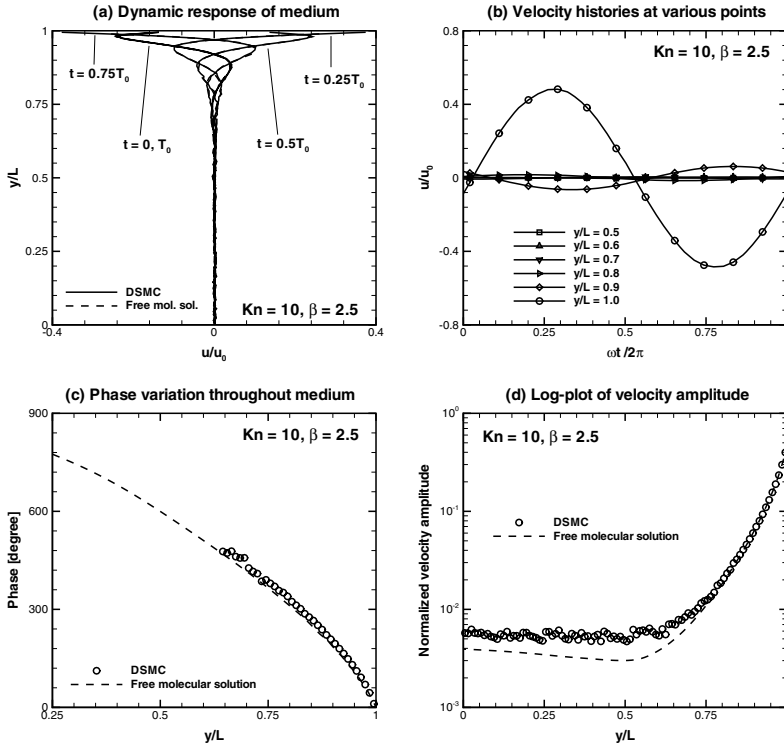 (a) Dynamic response of medium
1
0.75
0.5
0.25
0
y/L
t = 0.75T0
t = 0.25T0
t = 0, T0
t = 0.5T0
DSMC
Free mol. sol.
Kn = 10, β = 2.5
-0.4
0
0.4
u/u0
(b) Velocity histories at various points
Kn = 10, β = 2.5
0.8
0.4
0
-0.4
-0.8
u/u0
y/L = 0.5
y/L = 0.6
y/L = 0.7
y/L = 0.8
y/L = 0.9
y/L = 1.0
0
0.25
0.5
0.75
1
ωt /2π
(c) Phase variation throughout medium
Kn = 10, β = 2.5
900
600
300
0
Phase [degree]
DSMC
Free molecular solution
0.25
0.5
0.75
1
y/L
(d) Log-plot of velocity amplitude
Kn = 10, β = 2.5
10^0
10^-1
10^-2
10^-3
Normalized velocity amplitude
DSMC
Free molecular solution
0
0.25
0.5
0.75
1
y/L